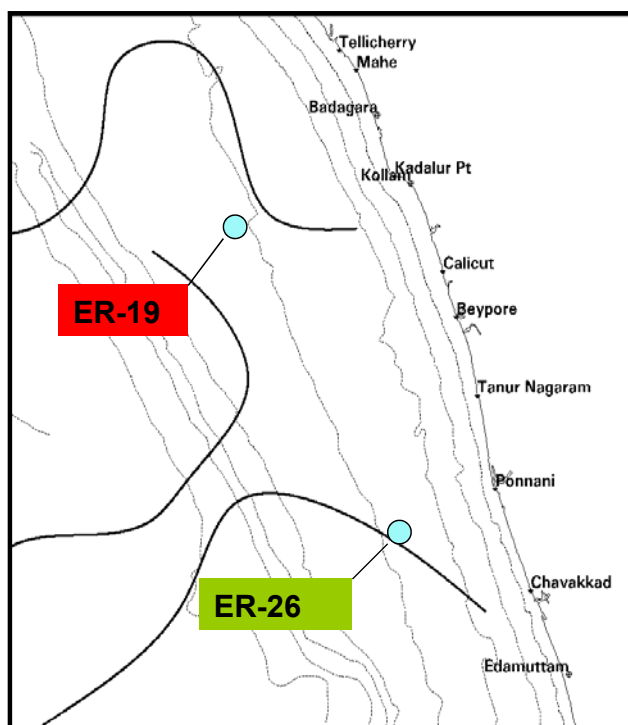 Tellicherry
Mahe
Badagara
Kadalur Pt
Kollam
Calicut
ER-19
Beypore
Tanur Nagaram
Ponnani
Chavakkad
ER-26
Edamuttam